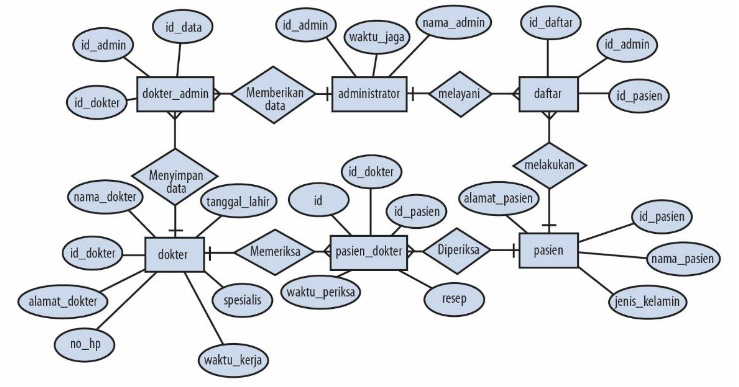 id_data
id_admin
nama_admin
id_daftar
id_admin
waktu_jaga
id_admin
id_dokter
dokter_admin
Memberikan
data
administrator
melayani
daftar
id_pasien
Menyimpan
data
id_dokter
melakukan
nama_dokter
tanggal_lahir
id
id_pasien
alamat_pasien
id_pasien
id_dokter
dokter
Memeriksa
pasien_dokter
Diperiksa
pasien
nama_pasien
alamat_dokter
spesialis
waktu_periksa
resep
jenis_kelamin
no_hp
waktu_kerja